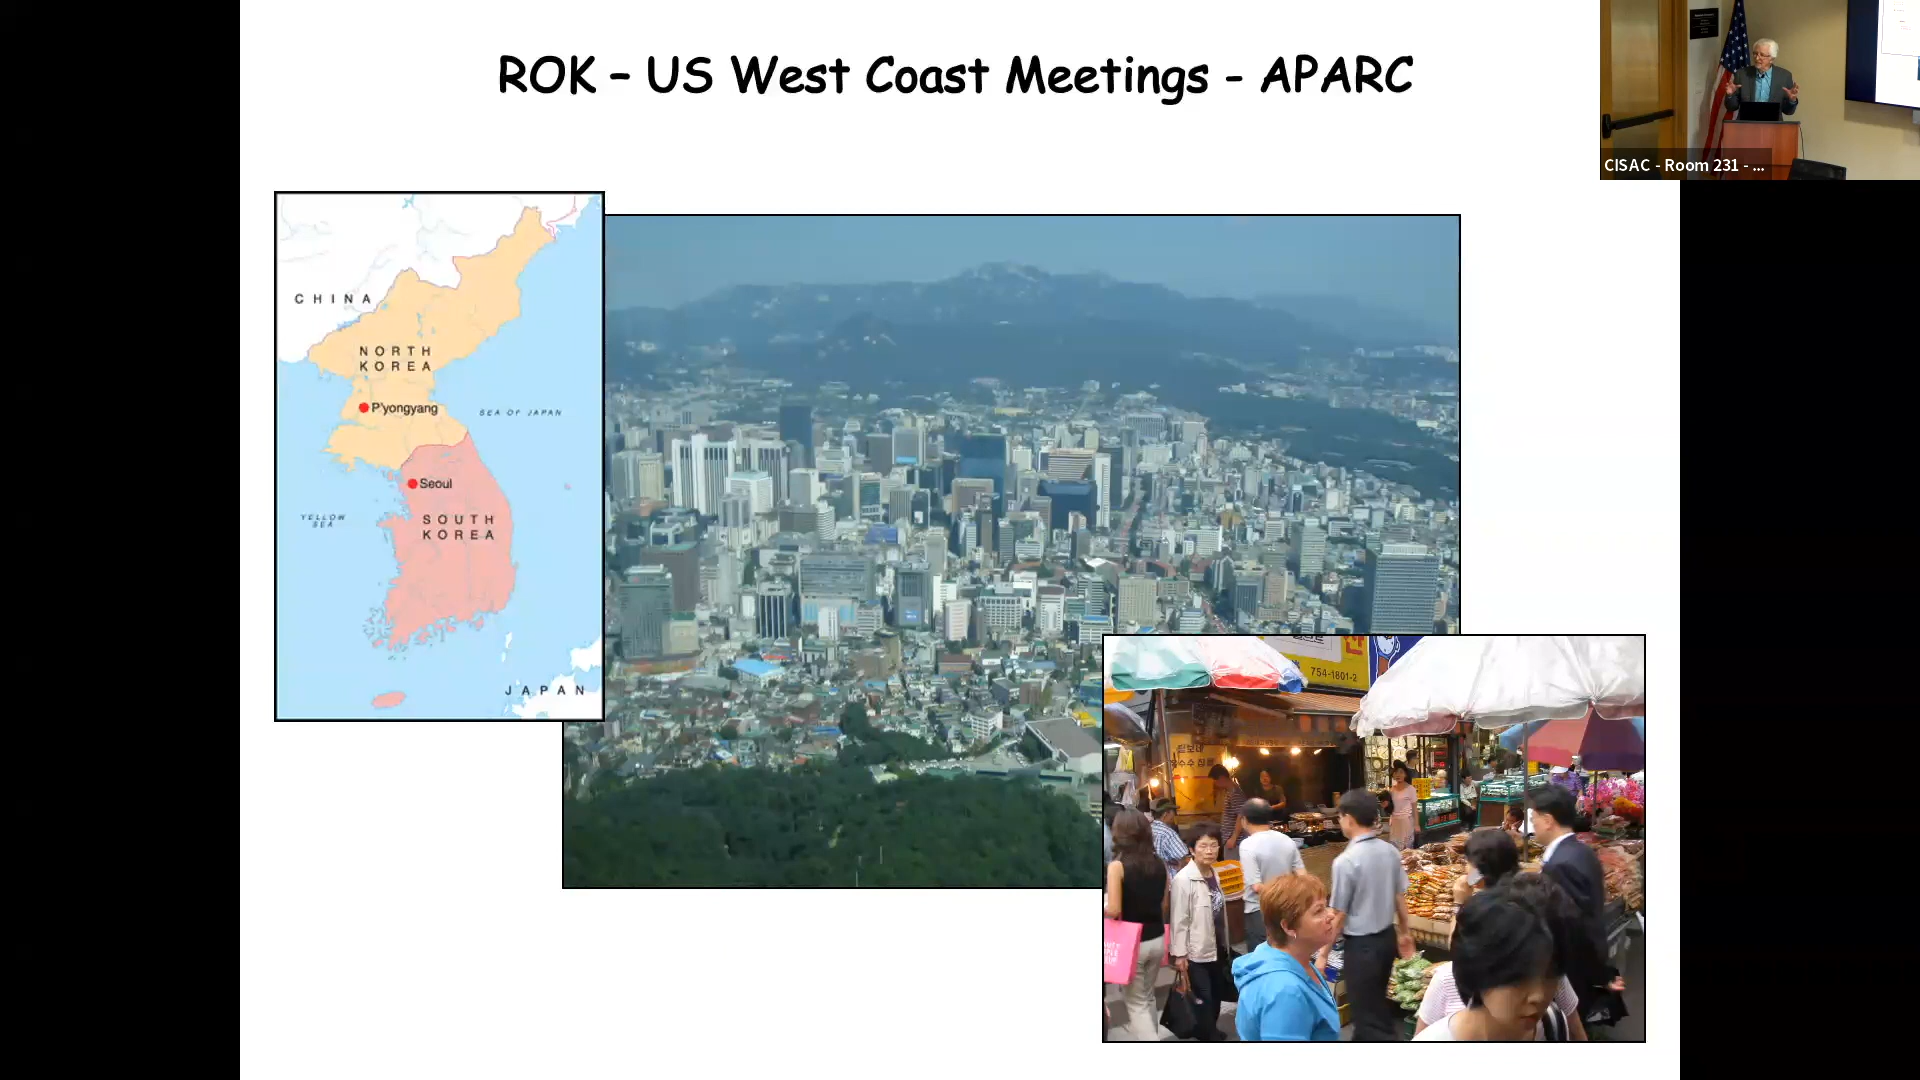 ROK – US West Coast Meetings - APARC
CISAC - Room 231 - ...
CHINA
NORTH
KOREA
P'yongyang
SEA OF JAPAN
Seoul
YELLOW
SEA
SOUTH
KOREA
JAPAN
754-1801-2